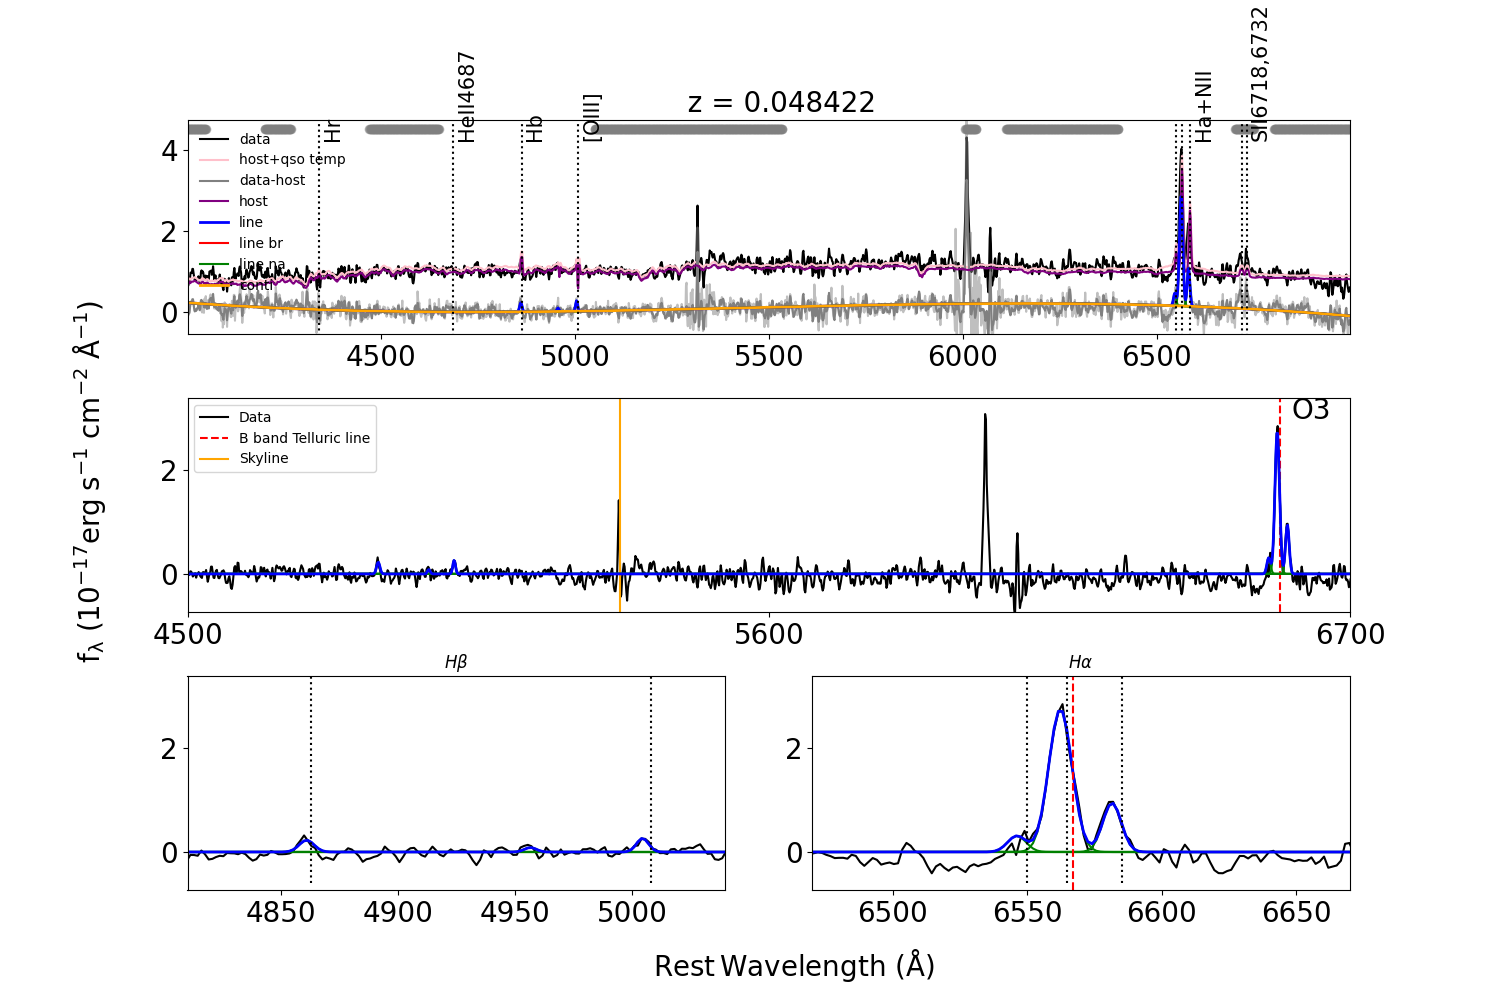 z = 0.048422
Hr
HeII4687
Hb
[OIII]
Ha+NII
SII6718,6732
data
host+qso temp
data-host
host
line
line br
line na
conti
4
2
0
4500 5000 5500 6000 6500
Data
B band Telluric line
Skyline
O3
2
0
4500 5600 6700
fλ (10−17erg s−1 cm−2 Å−1)
Hβ
2
0
4850 4900 4950 5000
Hα
2
0
6500 6550 6600 6650
Rest Wavelength (Å)